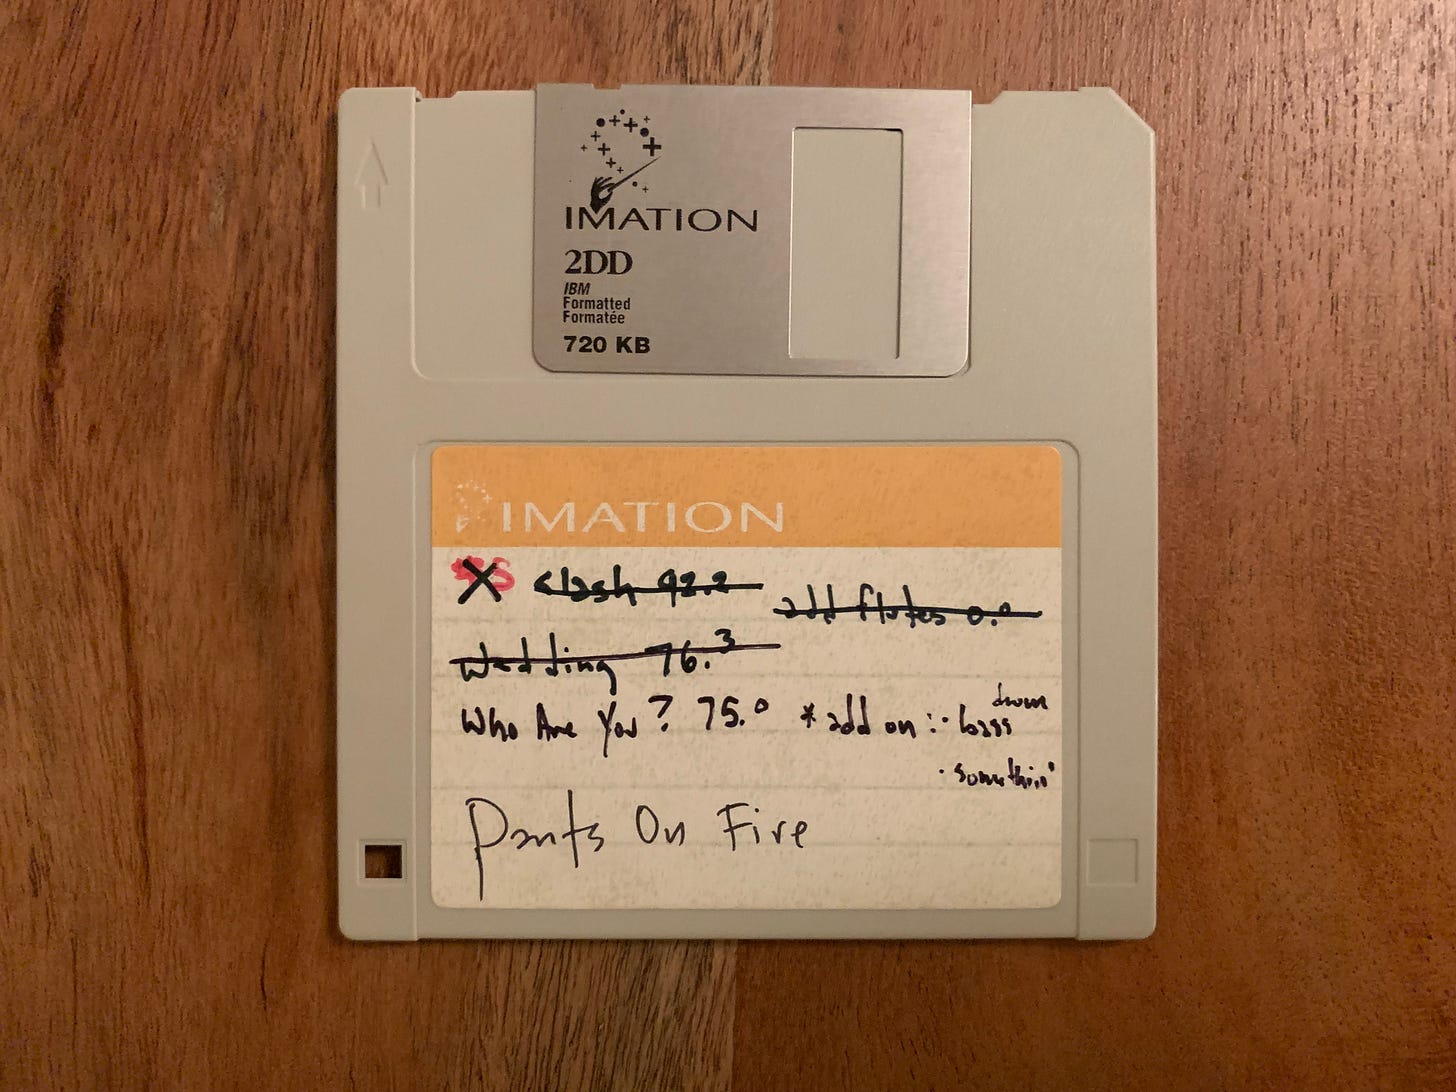 IMATION
2DD
IBM
Formatted
Formatée
720 KB
IMATION
clash 92.2 add flutes 0.0
Wedding 76.3
Who Are You? 75.0 * add on: · bass drum
· somethin'
Pants On Fire